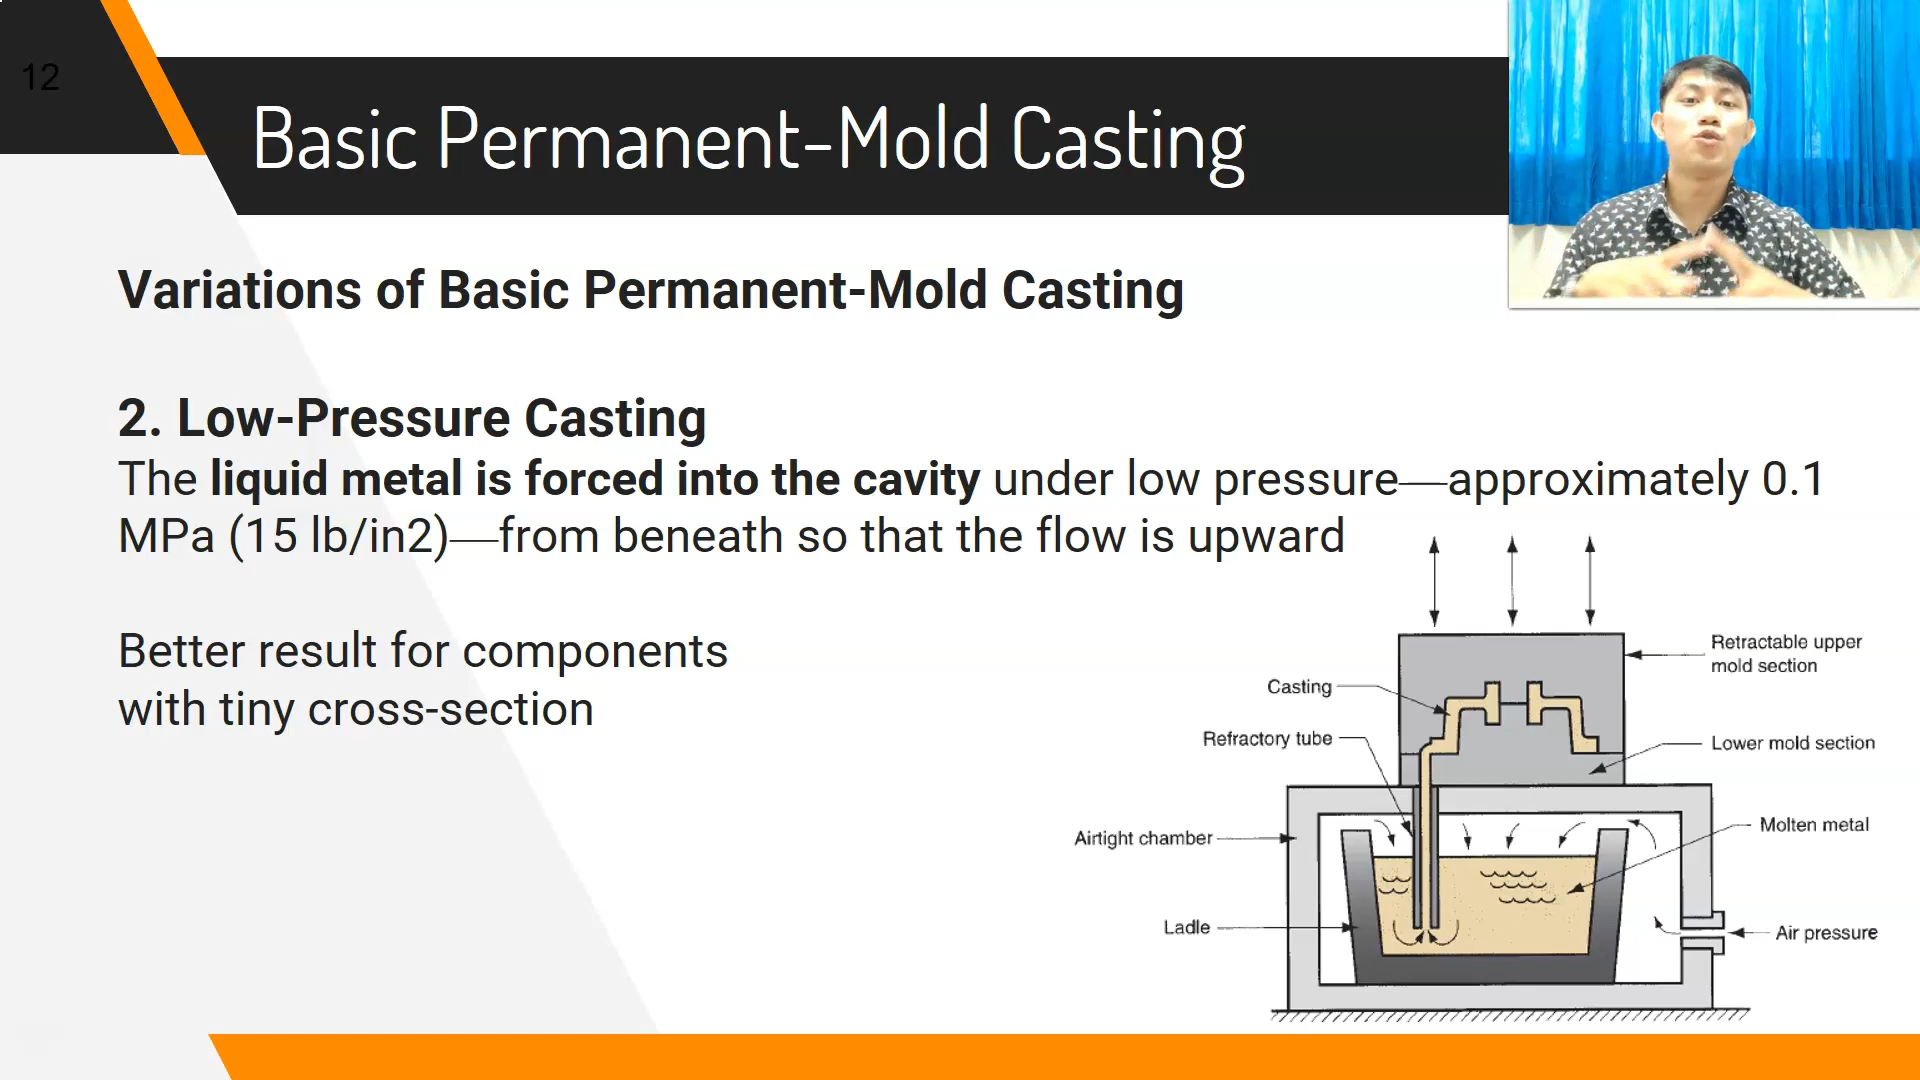 12
Basic Permanent-Mold Casting
Variations of Basic Permanent-Mold Casting
2. Low-Pressure Casting
The liquid metal is forced into the cavity under low pressure—approximately 0.1
MPa (15 lb/in2)—from beneath so that the flow is upward
Better result for components
with tiny cross-section
Retractable upper
mold section
Casting
Refractory tube
Lower mold section
Molten metal
Airtight chamber
Ladle
Air pressure